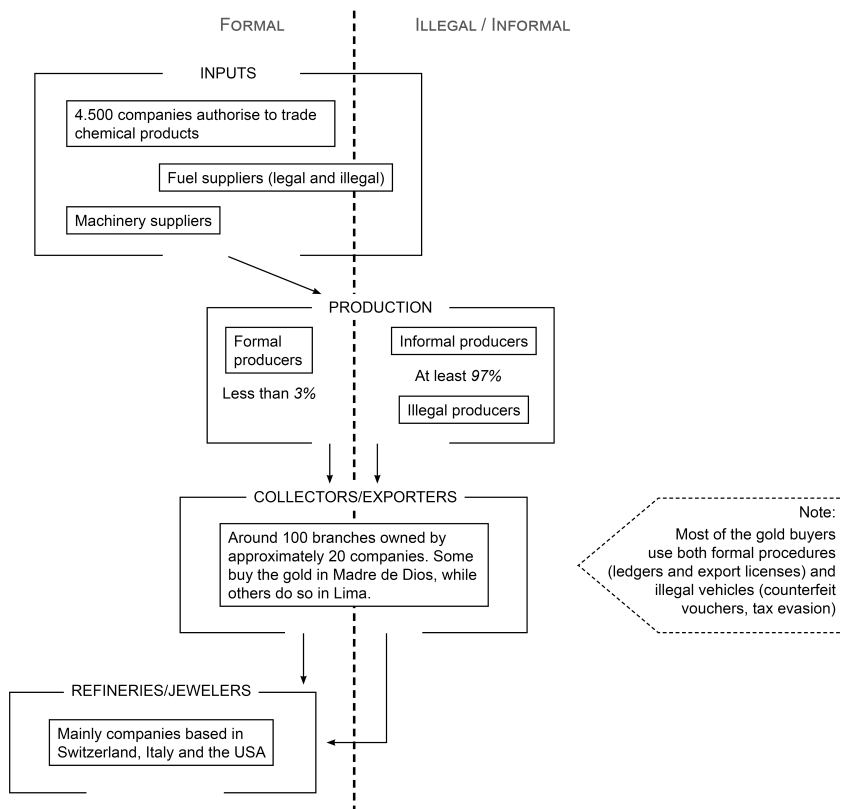 FORMAL
ILLEGAL / INFORMAL
INPUTS
4.500 companies authorise to trade
chemical products
Fuel suppliers (legal and illegal)
Machinery suppliers
PRODUCTION
Formal
producers
Less than 3%
Informal producers
At least 97%
Illegal producers
COLLECTORS/EXPORTERS
Around 100 branches owned by
approximately 20 companies. Some
buy the gold in Madre de Dios, while
others do so in Lima.
Note:
Most of the gold buyers
use both formal procedures
(ledgers and export licenses) and
illegal vehicles (counterfeit
vouchers, tax evasion)
REFINERIES/JEWELERS
Mainly companies based in
Switzerland, Italy and the USA